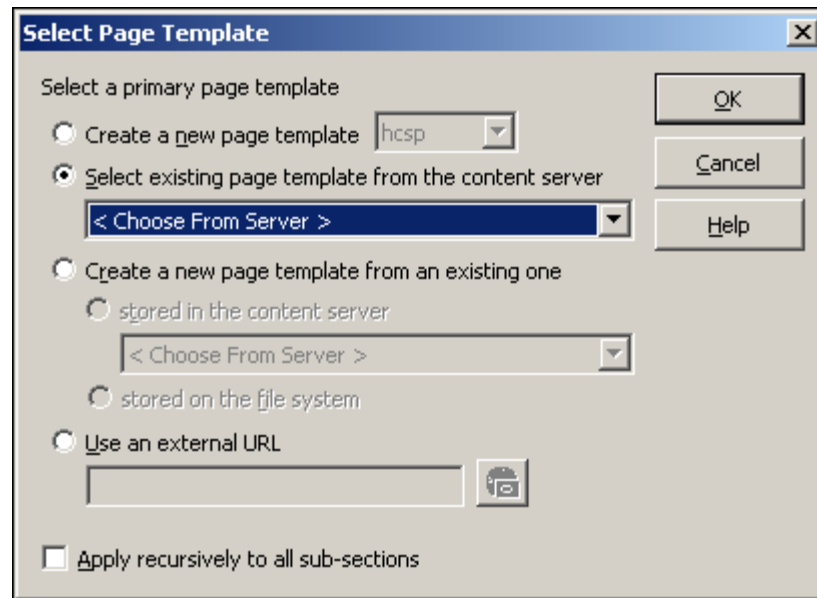 Select Page Template
Select a primary page template
OK
Create a new page template hcsp
Cancel
Select existing page template from the content server
< Choose From Server >
Help
Create a new page template from an existing one
stored in the content server
< Choose From Server >
stored on the file system
Use an external URL
Apply recursively to all sub-sections